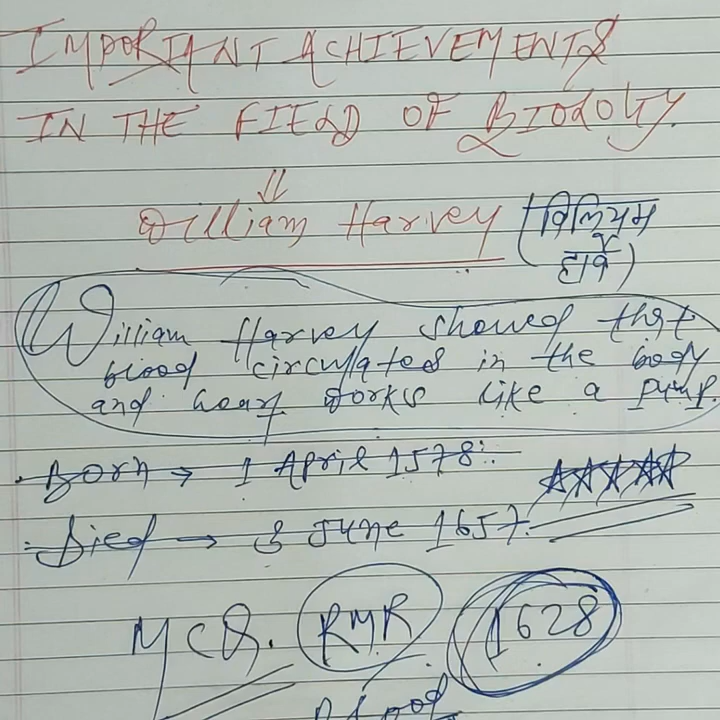 IMPORTANT ACHIEVEMENTS
IN THE FIELD OF BIOLOGY.
⇓
William Harvey (विलियम
हार्वे)
William Harvey showed that
blood circulated in the body
and heart works like a pump.
Born → 1 April 1578
Died → 3 June 1657.
MCQ. RMR 1628
Blood